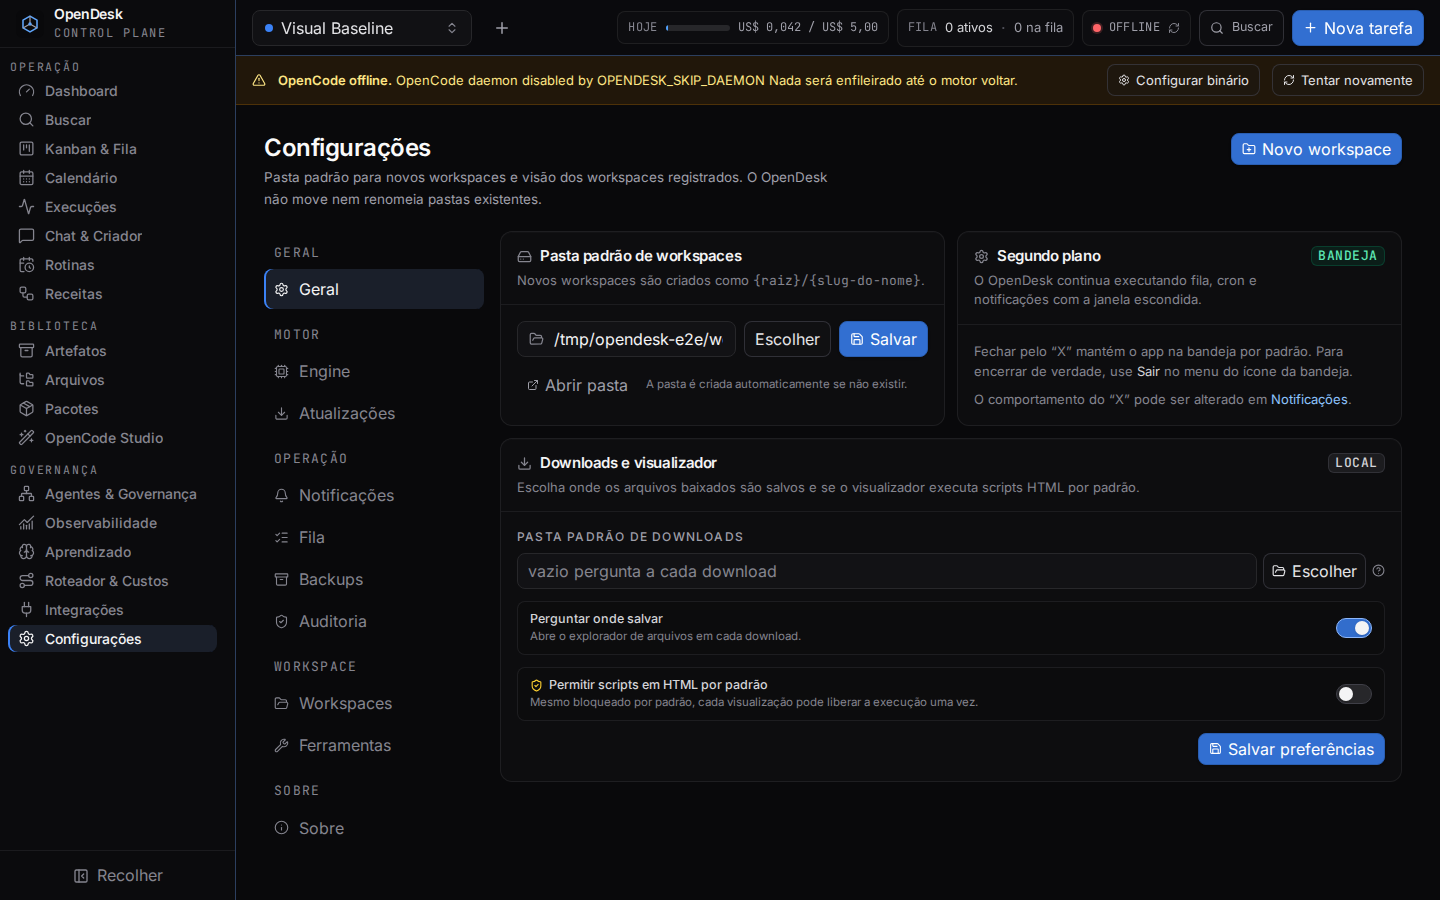 OpenDesk
CONTROL PLANE
Visual Baseline
HOJE US$ 0,042 / US$ 5,00
FILA 0 ativos · 0 na fila
OFFLINE
Buscar
Nova tarefa
OpenCode offline. OpenCode daemon disabled by OPENDESK_SKIP_DAEMON Nada será enfileirado até o motor voltar.
Configurar binário
Tentar novamente
OPERAÇÃO
Dashboard
Buscar
Kanban & Fila
Calendário
Execuções
Chat & Criador
Rotinas
Receitas
BIBLIOTECA
Artefatos
Arquivos
Pacotes
OpenCode Studio
GOVERNANÇA
Agentes & Governança
Observabilidade
Aprendizado
Roteador & Custos
Integrações
Configurações
Recolher
Configurações
Pasta padrão para novos workspaces e visão dos workspaces registrados. O OpenDesk
não move nem renomeia pastas existentes.
Novo workspace
GERAL
Geral
MOTOR
Engine
Atualizações
OPERAÇÃO
Notificações
Fila
Backups
Auditoria
WORKSPACE
Workspaces
Ferramentas
SOBRE
Sobre
Pasta padrão de workspaces
Novos workspaces são criados como {raiz}/{slug-do-nome}.
/tmp/opendesk-e2e/w
Escolher
Salvar
Abrir pasta
A pasta é criada automaticamente se não existir.
Segundo plano
BANDEJA
O OpenDesk continua executando fila, cron e
notificações com a janela escondida.
Fechar pelo “X” mantém o app na bandeja por padrão. Para
encerrar de verdade, use Sair no menu do ícone da bandeja.
O comportamento do “X” pode ser alterado em Notificações.
Downloads e visualizador
LOCAL
Escolha onde os arquivos baixados são salvos e se o visualizador executa scripts HTML por padrão.
PASTA PADRÃO DE DOWNLOADS
vazio pergunta a cada download
Escolher
Perguntar onde salvar
Abre o explorador de arquivos em cada download.
Permitir scripts em HTML por padrão
Mesmo bloqueado por padrão, cada visualização pode liberar a execução uma vez.
Salvar preferências